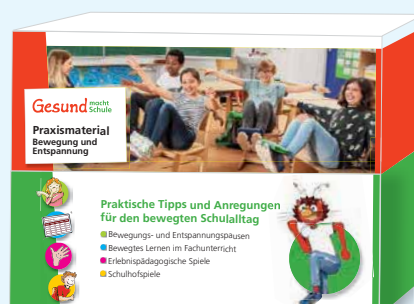 Gesund macht
Schule
Praxismaterial
Bewegung und
Entspannung
Praktische Tipps und Anregungen
für den bewegten Schulalltag
Bewegungs- und Entspannungspausen
Bewegtes Lernen im Fachunterricht
Erlebnispädagogische Spiele
Schulhofspiele